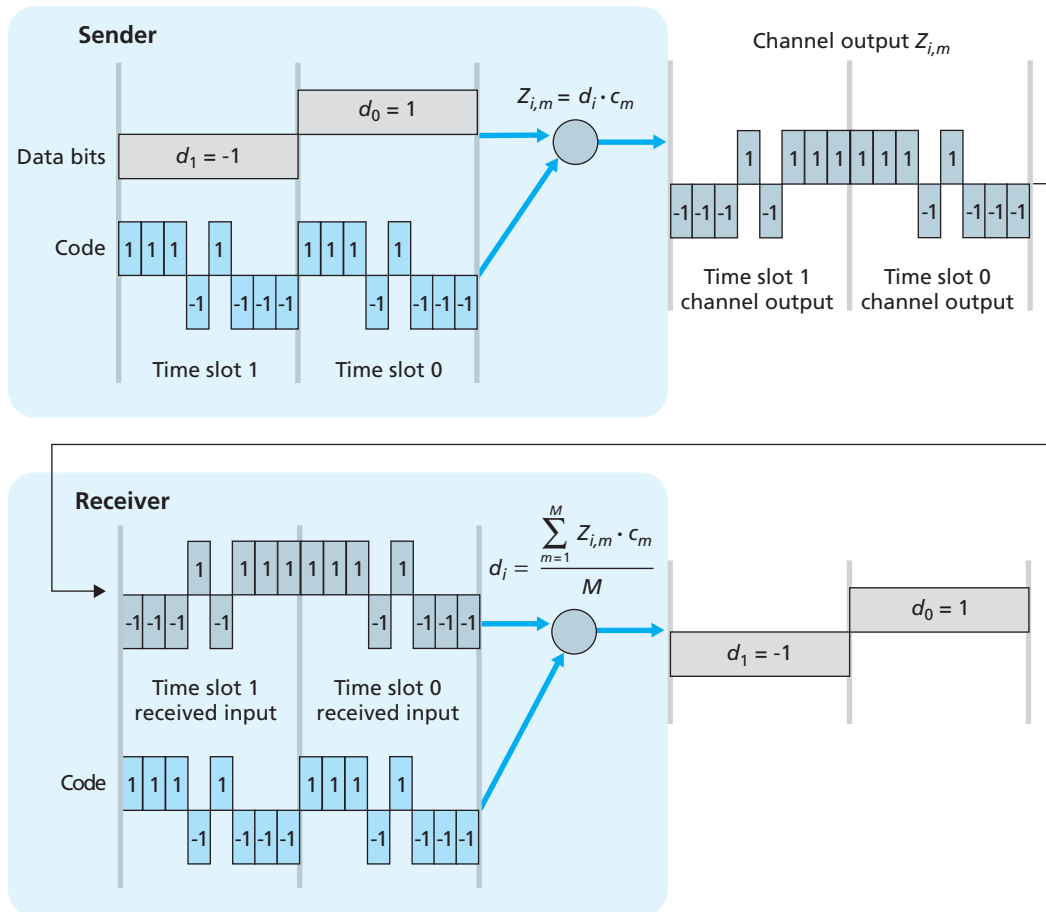 Sender
Channel output Z_{i,m}
Z_{i,m} = d_i · c_m
d_0 = 1
Data bits
d_1 = -1
1 1 1 1 1 1 1 1
-1 -1 -1 -1 -1 -1 -1 -1
Code
1 1 1 1 1 1 1 1
-1 -1 -1 -1 -1 -1 -1 -1
Time slot 1
channel output
Time slot 0
channel output
Time slot 1
Time slot 0
Receiver
d_i = \frac{\sum_{m=1}^{M} Z_{i,m} · c_m}{M}
1 1 1 1 1 1 1 1
-1 -1 -1 -1 -1 -1 -1 -1
d_0 = 1
d_1 = -1
Time slot 1
received input
Time slot 0
received input
Code
1 1 1 1 1 1 1 1
-1 -1 -1 -1 -1 -1 -1 -1